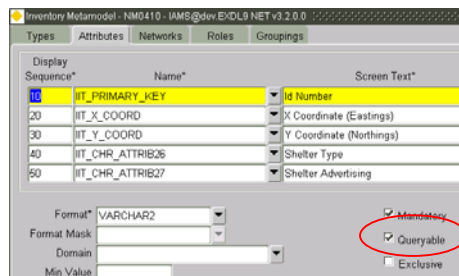 Inventory Metamodel - NM0410 - IAMS@dev.EXDL9.NET v3.2.0.0
Types Attributes Networks Roles Groupings
Display
Sequence* Name* Screen Text*
10 IIT_PRIMARY_KEY Id Number
20 IIT_X_COORD X Coordinate (Eastings)
30 IIT_Y_COORD Y Coordinate (Northings)
40 IIT_CHR_ATTRIB26 Shelter Type
50 IIT_CHR_ATTRIB27 Shelter Advertising
Format* VARCHAR2 Mandatory
Format Mask Queryable
Domain Exclusive
Min Value